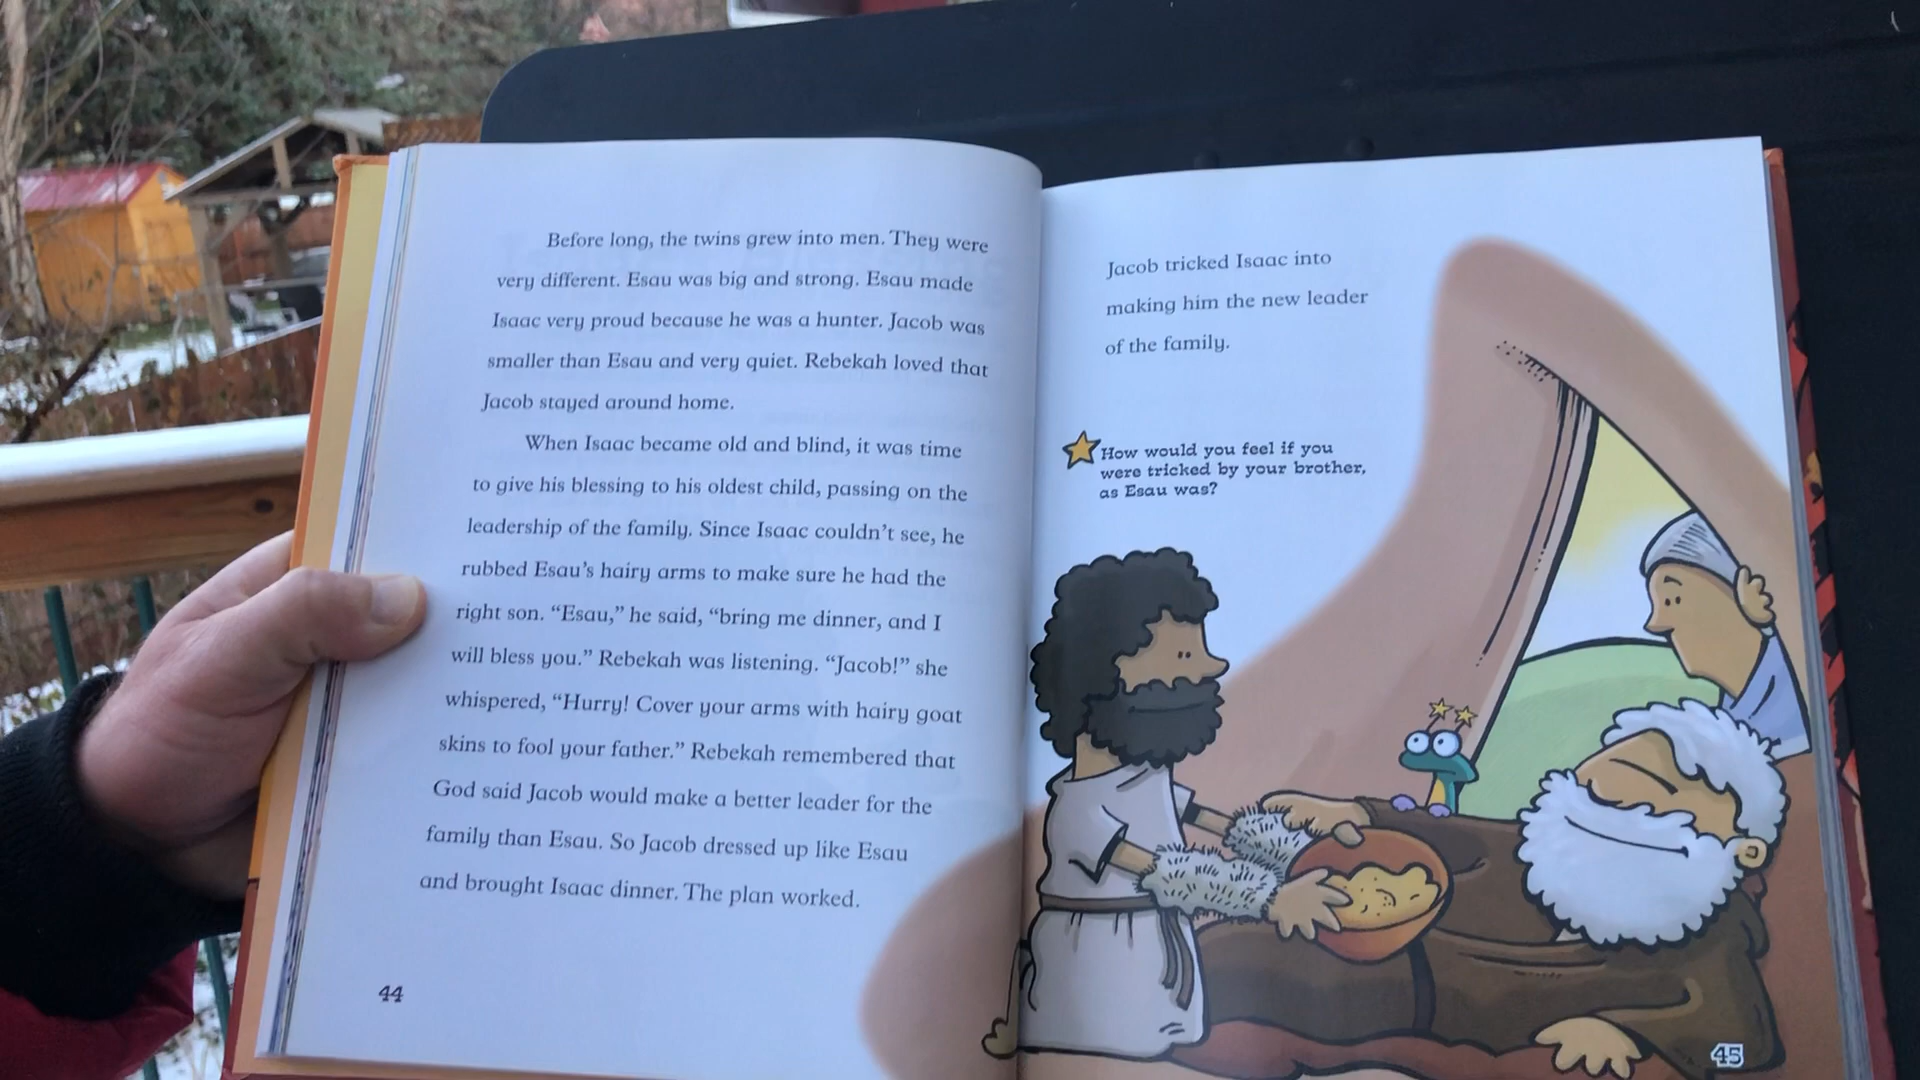 Before long, the twins grew into men. They were
very different. Esau was big and strong. Esau made
Isaac very proud because he was a hunter. Jacob was
smaller than Esau and very quiet. Rebekah loved that
Jacob stayed around home.
When Isaac became old and blind, it was time
to give his blessing to his oldest child, passing on the
leadership of the family. Since Isaac couldn't see, he
rubbed Esau's hairy arms to make sure he had the
right son. “Esau,” he said, “bring me dinner, and I
will bless you.” Rebekah was listening. “Jacob!” she
whispered, “Hurry! Cover your arms with hairy goat
skins to fool your father.” Rebekah remembered that
God said Jacob would make a better leader for the
family than Esau. So Jacob dressed up like Esau
and brought Isaac dinner. The plan worked.
44
Jacob tricked Isaac into
making him the new leader
of the family.
How would you feel if you
were tricked by your brother,
as Esau was?
45